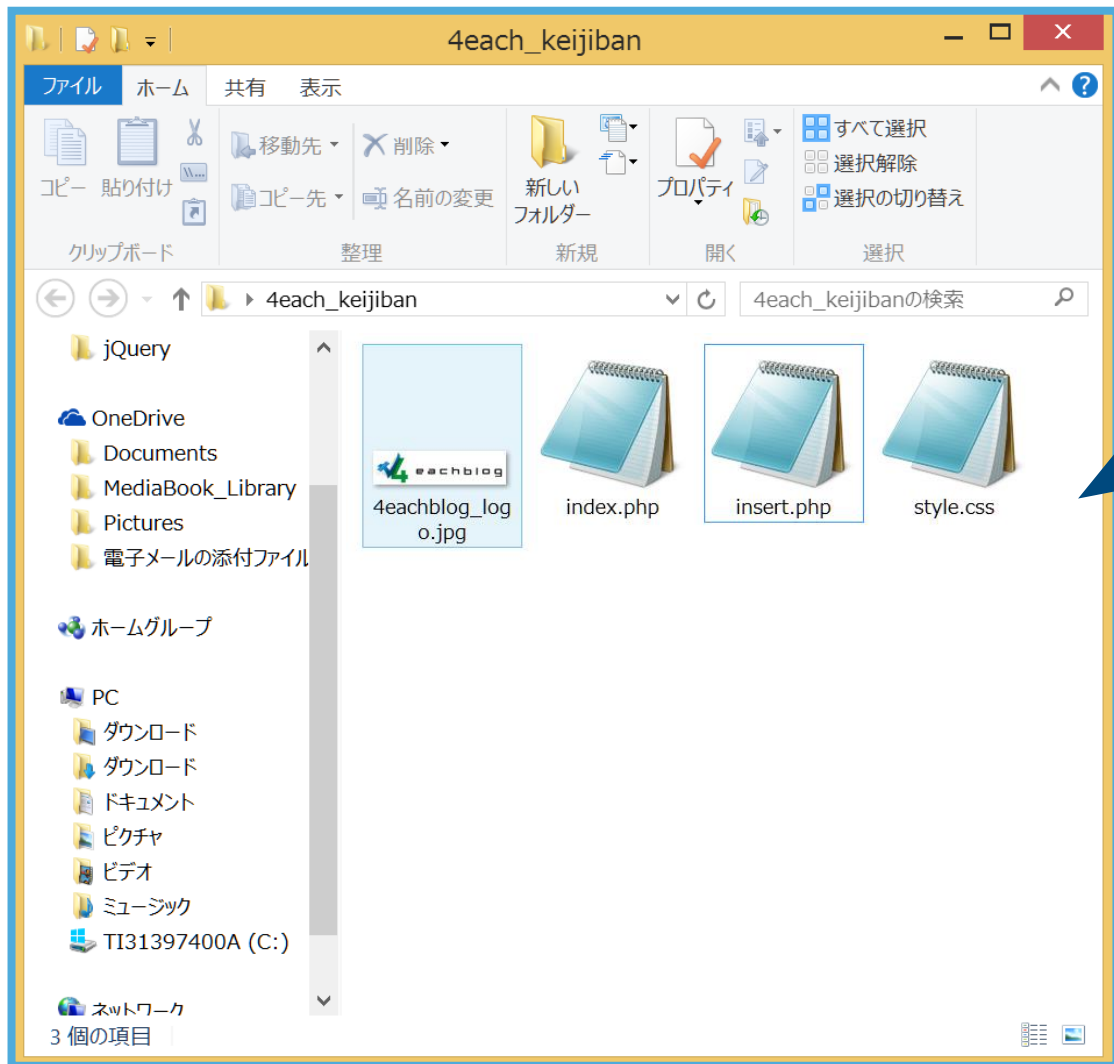 4each_keijiban
ファイル ホーム 共有 表示
コピー 貼り付け
移動先
コピー先
削除
名前の変更
新しい
フォルダー
プロパティ
すべて選択
選択解除
選択の切り替え
クリップボード 整理 新規 開く 選択
4each_keijiban
4each_keijibanの検索
jQuery
OneDrive
Documents
MediaBook_Library
Pictures
電子メールの添付ファイル
ホームグループ
PC
ダウンロード
ダウンロード
ドキュメント
ピクチャ
ビデオ
ミュージック
TI31397400A (C:)
ネットワーク
4 eachblog
4eachblog_log
o.jpg
index.php
insert.php
style.css
3 個の項目